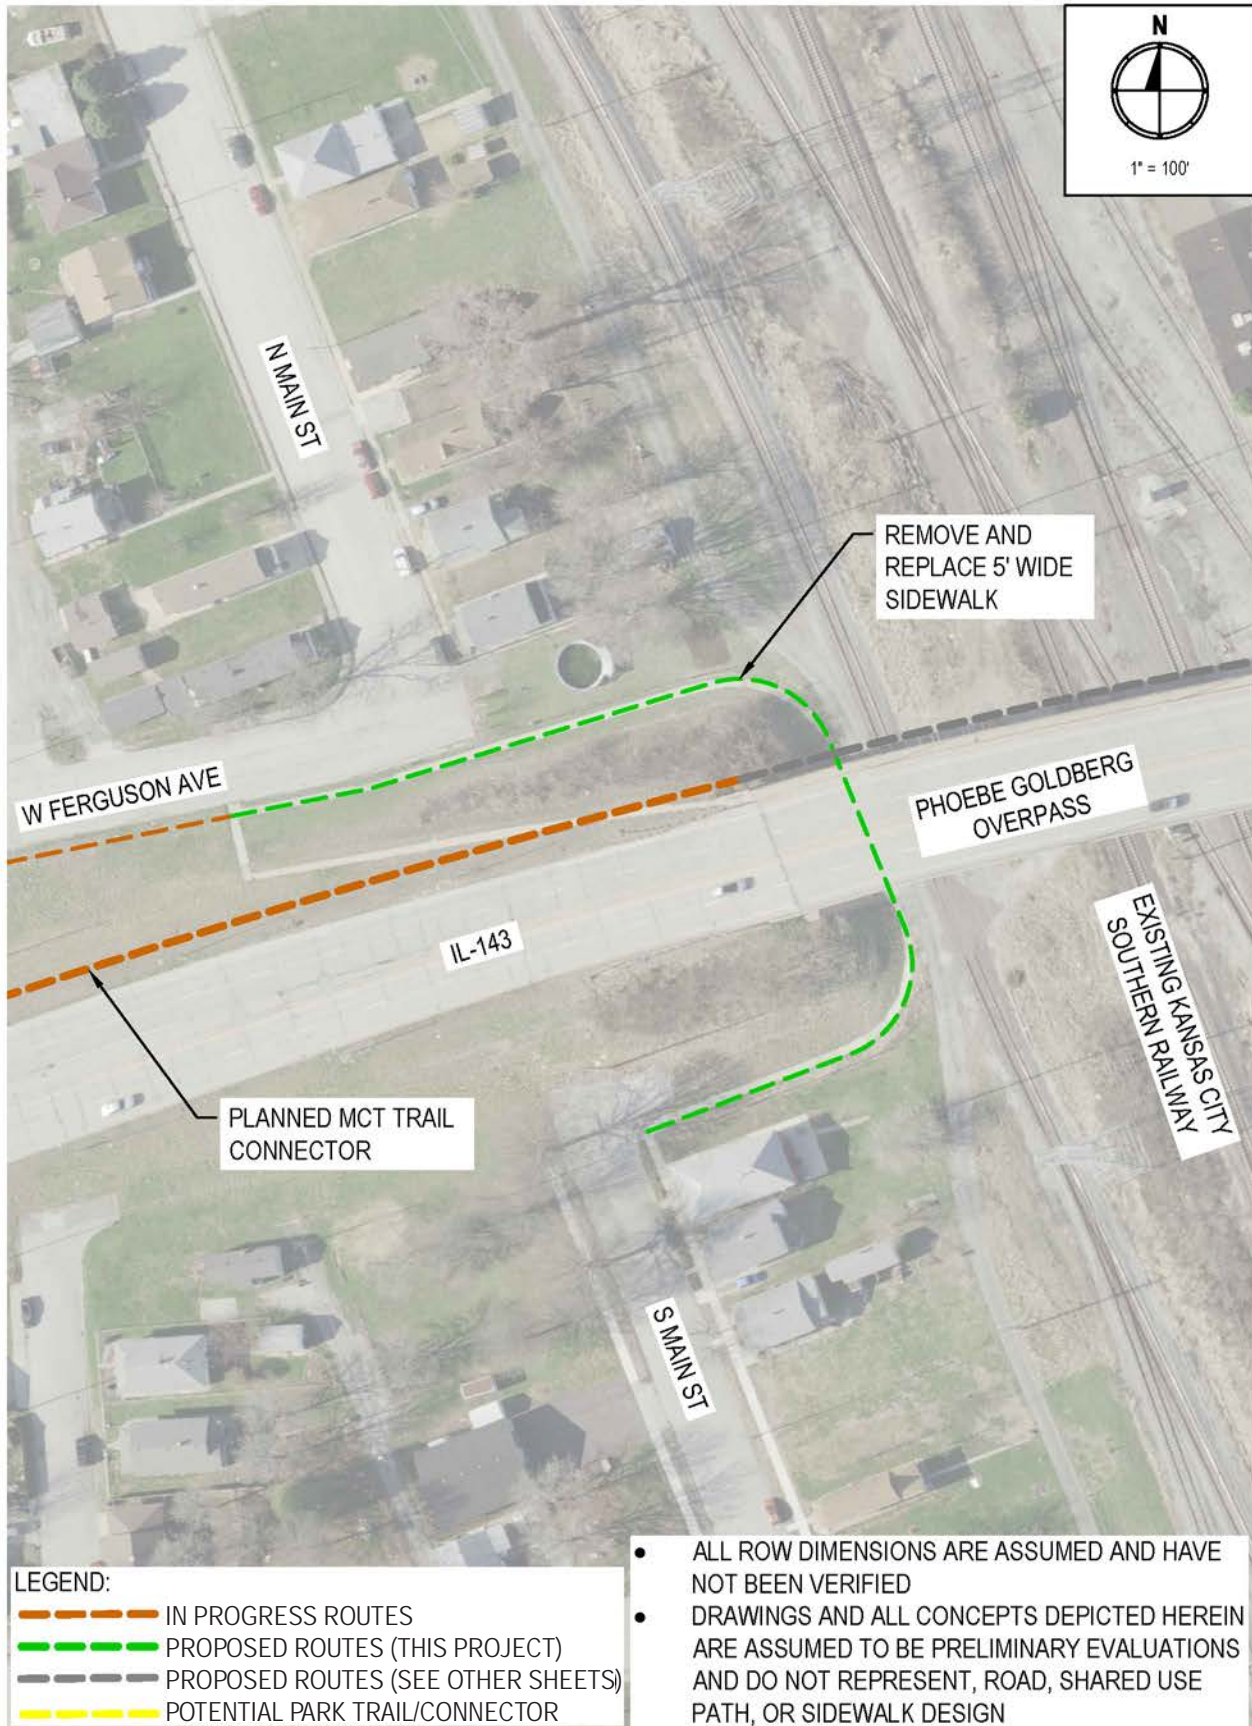 N
1" = 100'
N MAIN ST
REMOVE AND
REPLACE 5' WIDE
SIDEWALK
W FERGUSON AVE
PHOEBE GOLDBERG
OVERPASS
IL-143
EXISTING KANSAS CITY
SOUTHERN RAILWAY
PLANNED MCT TRAIL
CONNECTOR
S MAIN ST
LEGEND:
IN PROGRESS ROUTES
PROPOSED ROUTES (THIS PROJECT)
PROPOSED ROUTES (SEE OTHER SHEETS)
POTENTIAL PARK TRAIL/CONNECTOR
• ALL ROW DIMENSIONS ARE ASSUMED AND HAVE
NOT BEEN VERIFIED
• DRAWINGS AND ALL CONCEPTS DEPICTED HEREIN
ARE ASSUMED TO BE PRELIMINARY EVALUATIONS
AND DO NOT REPRESENT, ROAD, SHARED USE
PATH, OR SIDEWALK DESIGN